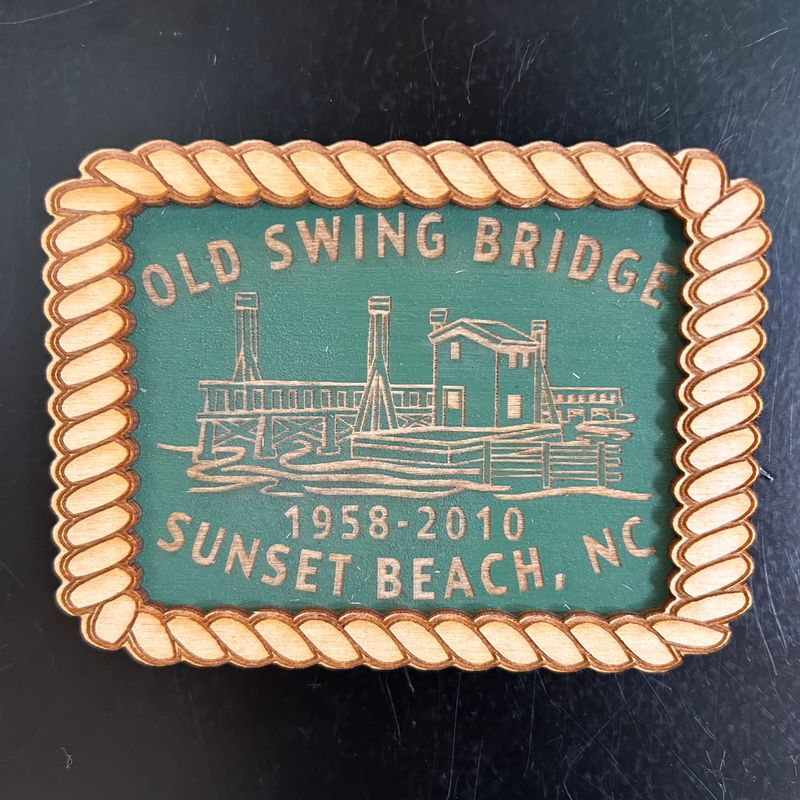 OLD SWING BRIDGE
1958-2010
SUNSET BEACH, NC